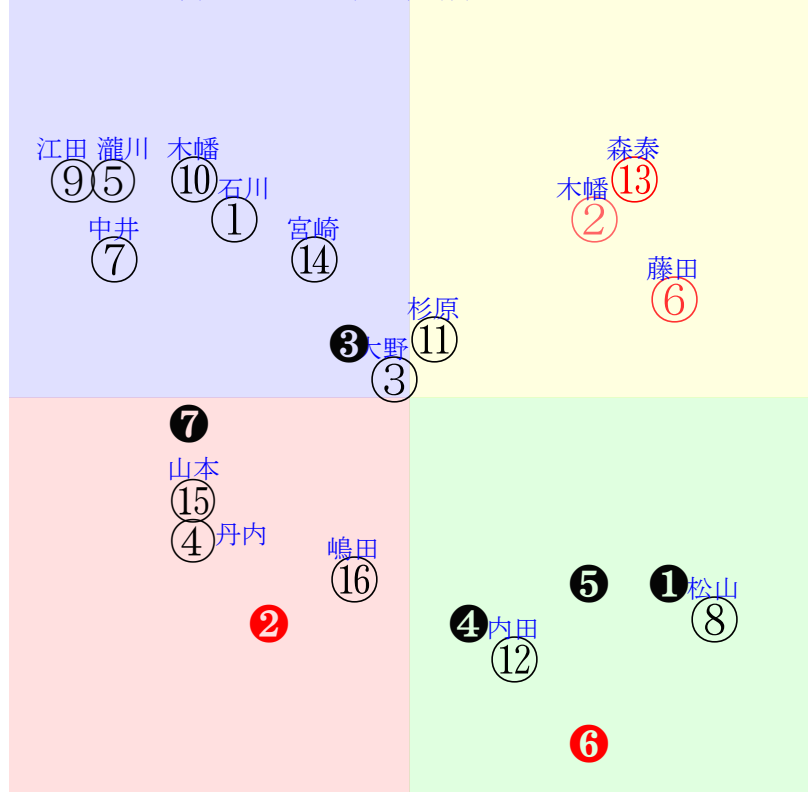 江田 瀧川 木幡
⑨ ⑤ ⑩
石川
①
中井
⑦
宮崎
⑭
森泰
⑬
木幡
②
藤田
⑥
杉原
⑪
❸ 大野
③
❼
山本
⑮
④ 丹内
嶋田
⑯
❷
❺ ❶ 松山
⑧
❹ 内田
⑫
❻